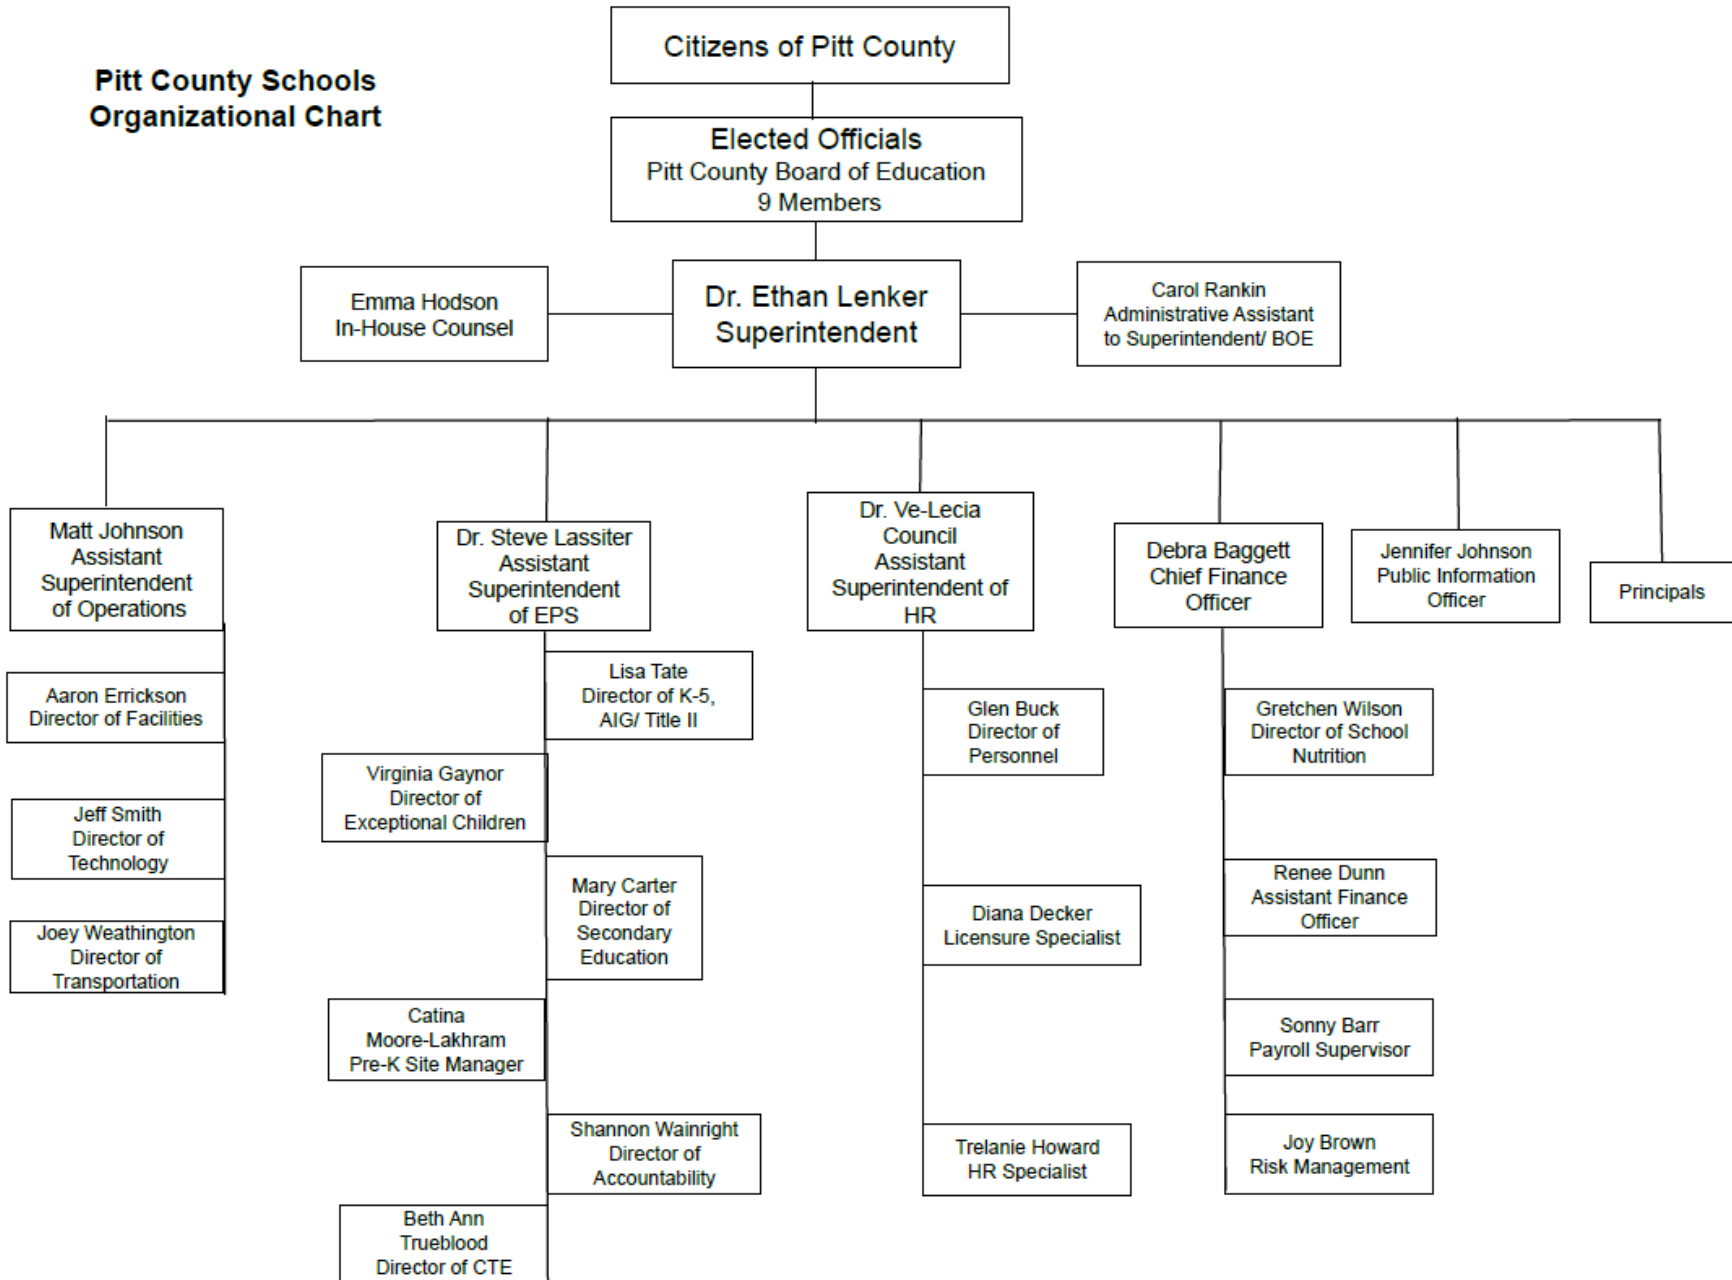 Citizens of Pitt County
Pitt County Schools
Organizational Chart
Elected Officials
Pitt County Board of Education
9 Members
Emma Hodson
In-House Counsel
Dr. Ethan Lenker
Superintendent
Carol Rankin
Administrative Assistant
to Superintendent/ BOE
Matt Johnson
Assistant
Superintendent
of Operations
Dr. Steve Lassiter
Assistant
Superintendent
of EPS
Dr. Ve-Lecia
Council
Assistant
Superintendent of
HR
Debra Baggett
Chief Finance
Officer
Jennifer Johnson
Public Information
Officer
Principals
Aaron Errickson
Director of Facilities
Jeff Smith
Director of
Technology
Joey Weathington
Director of
Transportation
Lisa Tate
Director of K-5,
AIG/ Title II
Virginia Gaynor
Director of
Exceptional Children
Mary Carter
Director of
Secondary
Education
Catina
Moore-Lakhram
Pre-K Site Manager
Shannon Wainright
Director of
Accountability
Beth Ann
Trueblood
Director of CTE
Glen Buck
Director of
Personnel
Diana Decker
Licensure Specialist
Trelanie Howard
HR Specialist
Gretchen Wilson
Director of School
Nutrition
Renee Dunn
Assistant Finance
Officer
Sonny Barr
Payroll Supervisor
Joy Brown
Risk Management